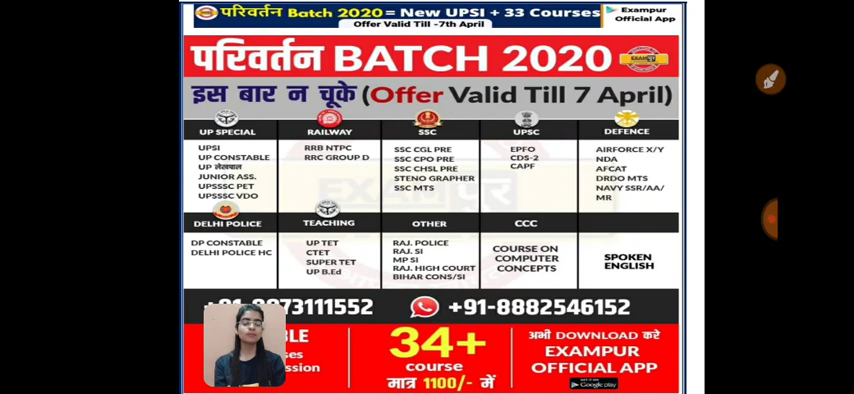 परिवर्तन Batch 2020 = New UPSI + 33 Courses
Exampur
Official App
Offer Valid Till -7th April
परिवर्तन BATCH 2020
इस बार न चूके (Offer Valid Till 7 April)
UP SPECIAL
UPSI
UP CONSTABLE
UP लेखपाल
JUNIOR ASS.
UPSSSC PET
UPSSSC VDO
RAILWAY
RRB NTPC
RRC GROUP D
SSC
SSC CGL PRE
SSC CPO PRE
SSC CHSL PRE
STENO GRAPHER
SSC MTS
UPSC
EPFO
CDS-2
CAPF
DEFENCE
AIRFORCE X/Y
NDA
AFCAT
DRDO MTS
NAVY SSR/AA/
MR
DELHI POLICE
DP CONSTABLE
DELHI POLICE HC
TEACHING
UP TET
CTET
SUPER TET
UP B.Ed
OTHER
RAJ. POLICE
RAJ. SI
MP SI
RAJ. HIGH COURT
BIHAR CONS/SI
CCC
COURSE ON
COMPUTER
CONCEPTS
SPOKEN
ENGLISH
73111552
+91-8882546152
34+
course
मात्र 1100/- में
अभी DOWNLOAD करे
EXAMPUR
OFFICIAL APP
Google play